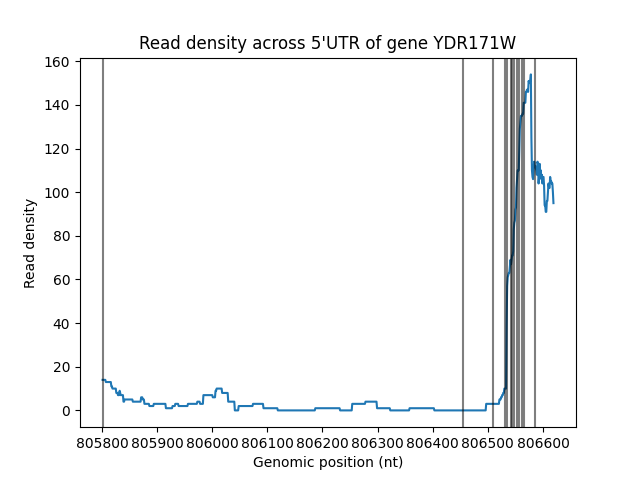 Read density across 5'UTR of gene YDR171W
160
140
120
100
80
60
40
20
0
Read density
805800 805900 806000 806100 806200 806300 806400 806500 806600
Genomic position (nt)